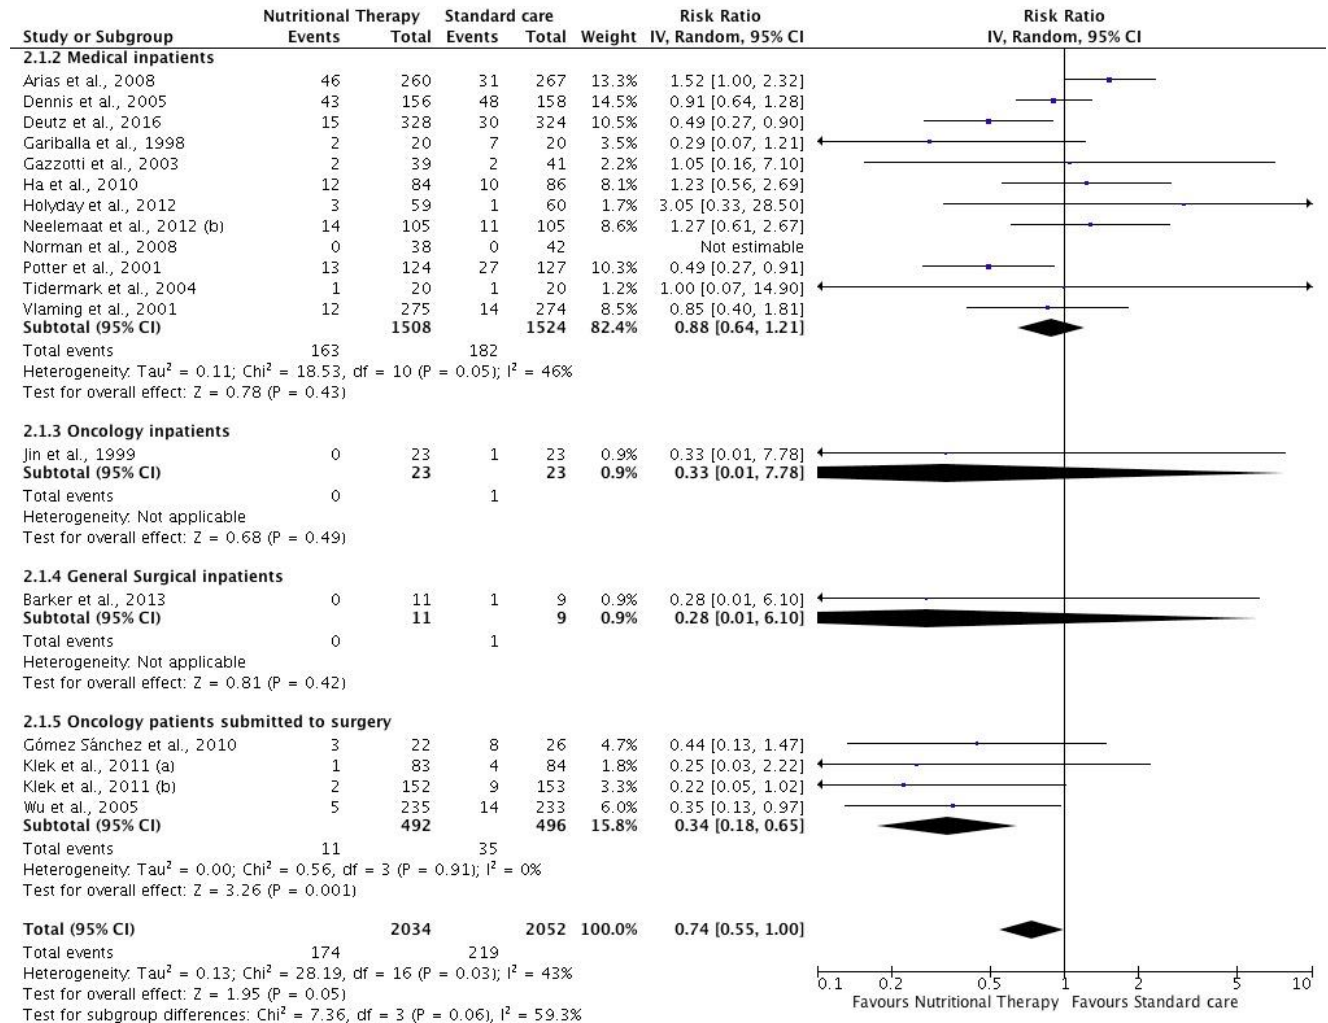 Nutritional Therapy Standard care Risk Ratio Risk Ratio
Study or Subgroup Events Total Events Total Weight IV, Random, 95% CI IV, Random, 95% CI
2.1.2 Medical inpatients
Arias et al., 2008 46 260 31 267 13.3% 1.52 [1.00, 2.32]
Dennis et al., 2005 43 156 48 158 14.5% 0.91 [0.64, 1.28]
Deutz et al., 2016 15 328 30 324 10.5% 0.49 [0.27, 0.90]
Gariballa et al., 1998 2 20 7 20 3.5% 0.29 [0.07, 1.21]
Gazzotti et al., 2003 2 39 2 41 2.2% 1.05 [0.16, 7.10]
Ha et al., 2010 12 84 10 86 8.1% 1.23 [0.56, 2.69]
Holyday et al., 2012 3 59 1 60 1.7% 3.05 [0.33, 28.50]
Neelemaat et al., 2012 (b) 14 105 11 105 8.6% 1.27 [0.61, 2.67]
Norman et al., 2008 0 38 0 42 Not estimable
Potter et al., 2001 13 124 27 127 10.3% 0.49 [0.27, 0.91]
Tidermark et al., 2004 1 20 1 20 1.2% 1.00 [0.07, 14.90]
Vlaming et al., 2001 12 275 14 274 8.5% 0.85 [0.40, 1.81]
Subtotal (95% CI) 1508 1524 82.4% 0.88 [0.64, 1.21]
Total events 163 182
Heterogeneity: Tau² = 0.11; Chi² = 18.53, df = 10 (P = 0.05); I² = 46%
Test for overall effect: Z = 0.78 (P = 0.43)
2.1.3 Oncology inpatients
Jin et al., 1999 0 23 1 23 0.9% 0.33 [0.01, 7.78]
Subtotal (95% CI) 23 23 0.9% 0.33 [0.01, 7.78]
Total events 0 1
Heterogeneity: Not applicable
Test for overall effect: Z = 0.68 (P = 0.49)
2.1.4 General Surgical inpatients
Barker et al., 2013 0 11 1 9 0.9% 0.28 [0.01, 6.10]
Subtotal (95% CI) 11 9 0.9% 0.28 [0.01, 6.10]
Total events 0 1
Heterogeneity: Not applicable
Test for overall effect: Z = 0.81 (P = 0.42)
2.1.5 Oncology patients submitted to surgery
Gómez Sánchez et al., 2010 3 22 8 26 4.7% 0.44 [0.13, 1.47]
Klek et al., 2011 (a) 1 83 4 84 1.8% 0.25 [0.03, 2.22]
Klek et al., 2011 (b) 2 152 9 153 3.3% 0.22 [0.05, 1.02]
Wu et al., 2005 5 235 14 233 6.0% 0.35 [0.13, 0.97]
Subtotal (95% CI) 492 496 15.8% 0.34 [0.18, 0.65]
Total events 11 35
Heterogeneity: Tau² = 0.00; Chi² = 0.56, df = 3 (P = 0.91); I² = 0%
Test for overall effect: Z = 3.26 (P = 0.001)
Total (95% CI) 2034 2052 100.0% 0.74 [0.55, 1.00]
Total events 174 219
Heterogeneity: Tau² = 0.13; Chi² = 28.19, df = 16 (P = 0.03); I² = 43%
Test for overall effect: Z = 1.95 (P = 0.05)
Test for subgroup differences: Chi² = 7.36, df = 3 (P = 0.06), I² = 59.3%
0.1 0.2 0.5 1 2 5 10
Favours Nutritional Therapy Favours Standard care